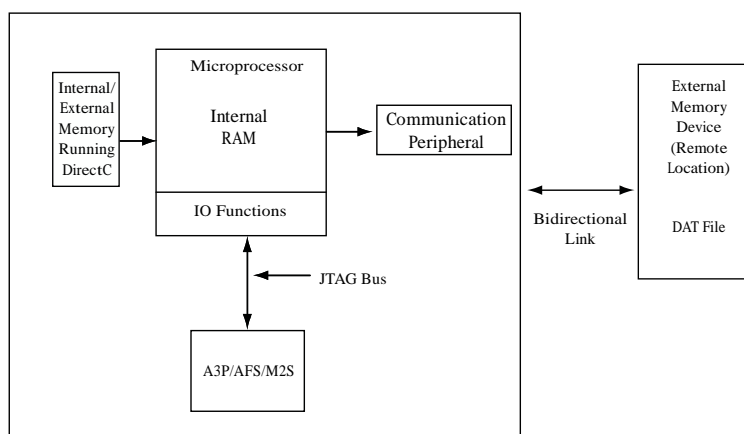 Microprocessor
Internal
RAM
IO Functions
Internal/
External
Memory
Running
DirectC
Communication
Peripheral
JTAG Bus
A3P/AFS/M2S
Bidirectional
Link
External
Memory
Device
(Remote
Location)
DAT File